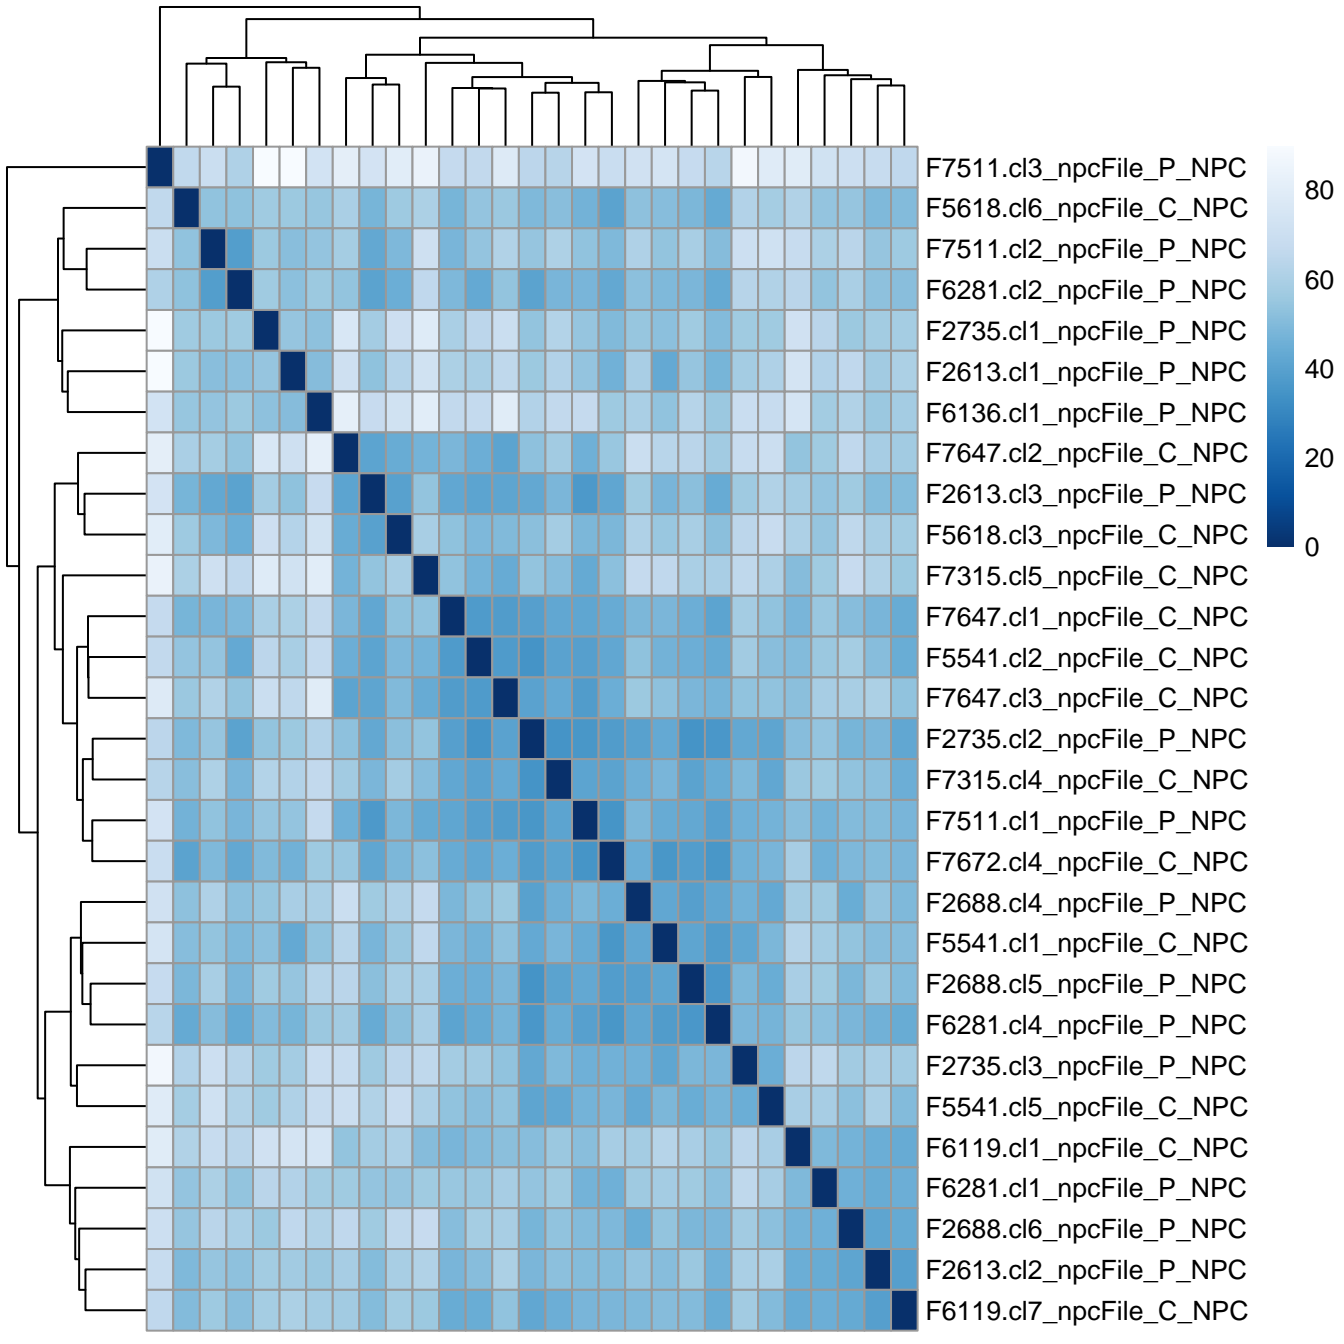 F7511.cl3_npcFile_P_NPC
F5618.cl6_npcFile_C_NPC
F7511.cl2_npcFile_P_NPC
F6281.cl2_npcFile_P_NPC
F2735.cl1_npcFile_P_NPC
F2613.cl1_npcFile_P_NPC
F6136.cl1_npcFile_P_NPC
F7647.cl2_npcFile_C_NPC
F2613.cl3_npcFile_P_NPC
F5618.cl3_npcFile_C_NPC
F7315.cl5_npcFile_C_NPC
F7647.cl1_npcFile_C_NPC
F5541.cl2_npcFile_C_NPC
F7647.cl3_npcFile_C_NPC
F2735.cl2_npcFile_P_NPC
F7315.cl4_npcFile_C_NPC
F7511.cl1_npcFile_P_NPC
F7672.cl4_npcFile_C_NPC
F2688.cl4_npcFile_P_NPC
F5541.cl1_npcFile_C_NPC
F2688.cl5_npcFile_P_NPC
F6281.cl4_npcFile_P_NPC
F2735.cl3_npcFile_P_NPC
F5541.cl5_npcFile_C_NPC
F6119.cl1_npcFile_C_NPC
F6281.cl1_npcFile_P_NPC
F2688.cl6_npcFile_P_NPC
F2613.cl2_npcFile_P_NPC
F6119.cl7_npcFile_C_NPC
80
60
40
20
0